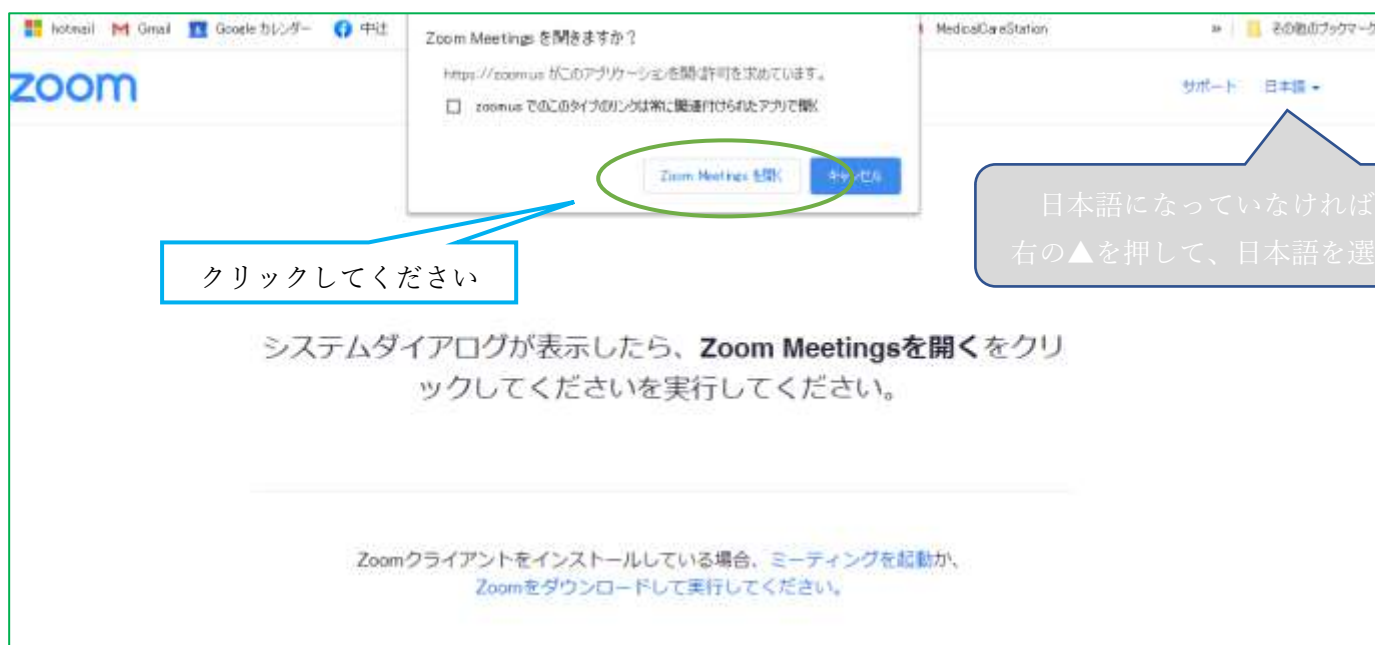 hotmail Gmail Google カレンダー 中辻 MedicalCareStation » その他のブックマーク
Zoom Meetings を開きますか？
https://zoom.us がこのアプリケーションを開く許可を求めています。
zoom.us でのこのタイプのリンクは常に関連付けられたアプリで開く
Zoom Meetings を開く キャンセル
zoom
サポート 日本語
日本語になっていなければ
右の▲を押して、日本語を選
クリックしてください
システムダイアログが表示したら、Zoom Meetingsを開くをクリ
ックしてくださいを実行してください。
Zoomクライアントをインストールしている場合、ミーティングを起動か、
Zoomをダウンロードして実行してください。